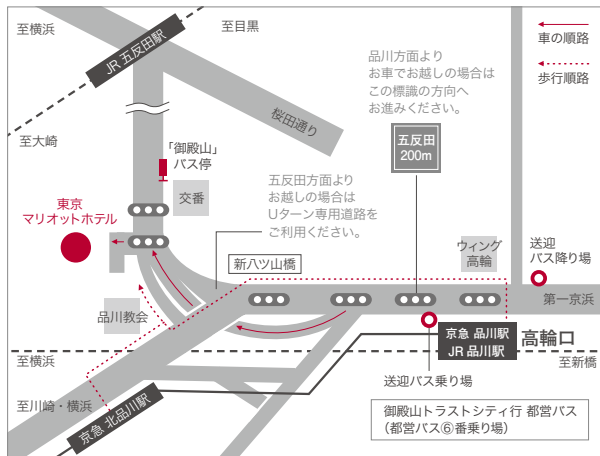 至横浜
至目黒
JR 五反田駅
車の順路
歩行順路
品川方面より
お車でお越しの場合は
この標識の方向へ
お進みください。
桜田通り
至大崎
「御殿山」
バス停
五反田
200m
交番
五反田方面より
お越しの場合は
Uターン専用道路を
ご利用ください。
東京
マリオットホテル
新八ツ山橋
ウィング
高輪
送迎
バス降り場
第一京浜
品川教会
京急 品川駅
JR 品川駅
高輪口
至横浜
至新橋
送迎バス乗り場
至川崎・横浜
京急 北品川駅
御殿山トラストシティ行 都営バス
（都営バス⑥番乗り場）